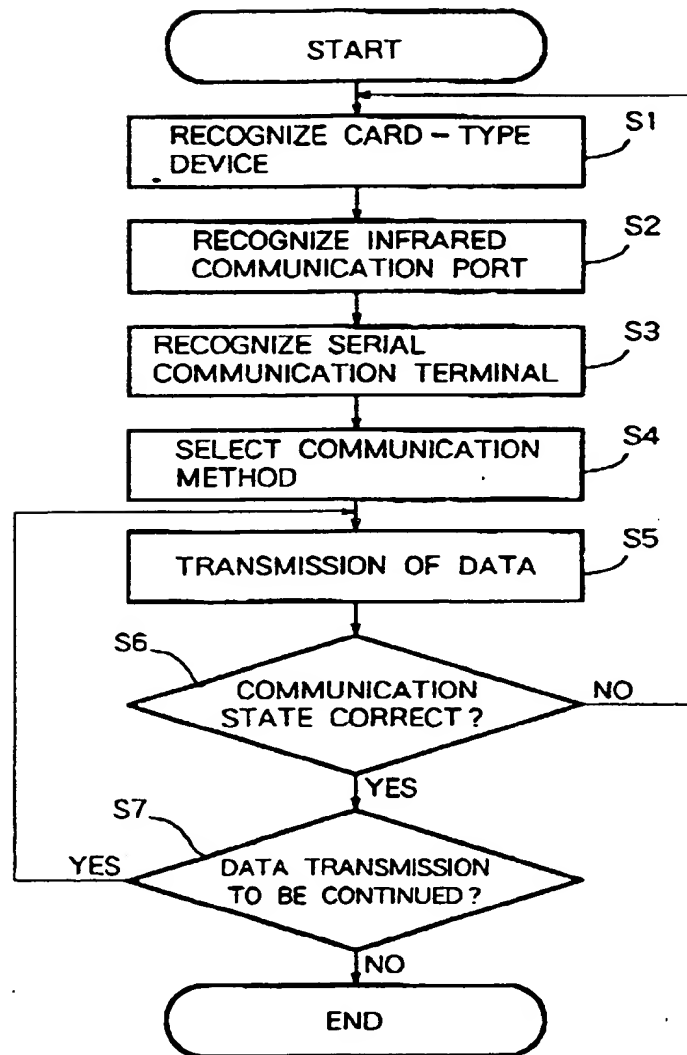 START
RECOGNIZE CARD-TYPE
DEVICE
S1
RECOGNIZE INFRARED
COMMUNICATION PORT
S2
RECOGNIZE SERIAL
COMMUNICATION TERMINAL
S3
SELECT COMMUNICATION
METHOD
S4
TRANSMISSION OF DATA
S5
S6
COMMUNICATION
STATE CORRECT?
NO
YES
S7
YES
DATA TRANSMISSION
TO BE CONTINUED?
NO
END